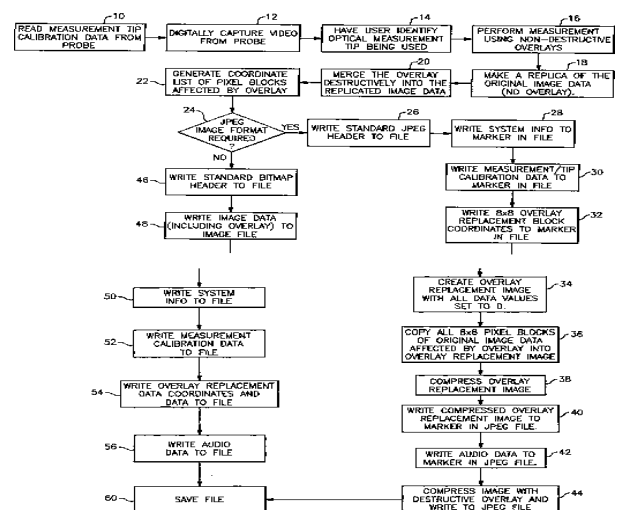 10
READ MEASUREMENT TIP
CALIBRATION DATA FROM
PROBE
12
DIGITALLY CAPTURE VIDEO
FROM PROBE
14
HAVE USER IDENTIFY
OPTICAL MEASUREMENT
TIP BEING USED
16
PERFORM MEASUREMENT
USING NON-DESTRUCTIVE
OVERLAYS
18
MAKE A REPLICA OF THE
ORIGINAL IMAGE DATA
(NO OVERLAY).
20
MERGE THE OVERLAY
DESTRUCTIVELY INTO THE
REPLICATED IMAGE DATA
22
GENERATE COORDINATE
LIST OF PIXEL BLOCKS
AFFECTED BY OVERLAY
24
JPEG
IMAGE FORMAT
REQUIRED
?
YES
NO
26
WRITE STANDARD JPEG
HEADER TO FILE
28
WRITE SYSTEM INFO TO
MARKER IN FILE
30
WRITE MEASUREMENT/TIP
CALIBRATION DATA TO
MARKER IN FILE
32
WRITE 8x8 OVERLAY
REPLACEMENT BLOCK
COORDINATES TO MARKER
IN FILE
46
WRITE STANDARD BITMAP
HEADER TO FILE
48
WRITE IMAGE DATA
(INCLUDING OVERLAY) TO
IMAGE FILE
50
WRITE SYSTEM
INFO TO FILE
52
WRITE MEASUREMENT
CALIBRATION DATA
TO FILE
54
WRITE OVERLAY REPLACEMENT
DATA COORDINATES AND
DATA TO FILE
56
WRITE AUDIO
DATA TO FILE
60
SAVE FILE
34
CREATE OVERLAY
REPLACEMENT IMAGE
WITH ALL DATA VALUES
SET TO 0.
36
COPY ALL 8x8 PIXEL BLOCKS
OF ORIGINAL IMAGE DATA
AFFECTED BY OVERLAY INTO
OVERLAY REPLACEMENT IMAGE
38
COMPRESS OVERLAY
REPLACEMENT IMAGE
40
WRITE COMPRESSED OVERLAY
REPLACEMENT IMAGE TO
MARKER IN JPEG FILE.
42
WRITE AUDIO DATA TO
MARKER IN JPEG FILE.
44
COMPRESS IMAGE WITH
DESTRUCTIVE OVERLAY AND
WRITE TO JPEG FILE